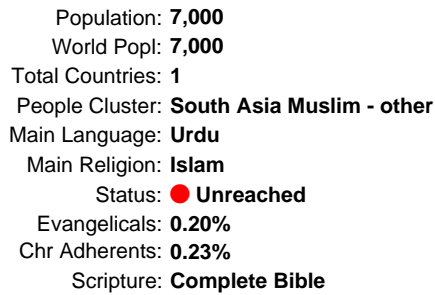 Population: 7,000
World Popl: 7,000
Total Countries: 1
People Cluster: South Asia Muslim - other
Main Language: Urdu
Main Religion: Islam
Status: Unreached
Evangelicals: 0.20%
Chr Adherents: 0.23%
Scripture: Complete Bible